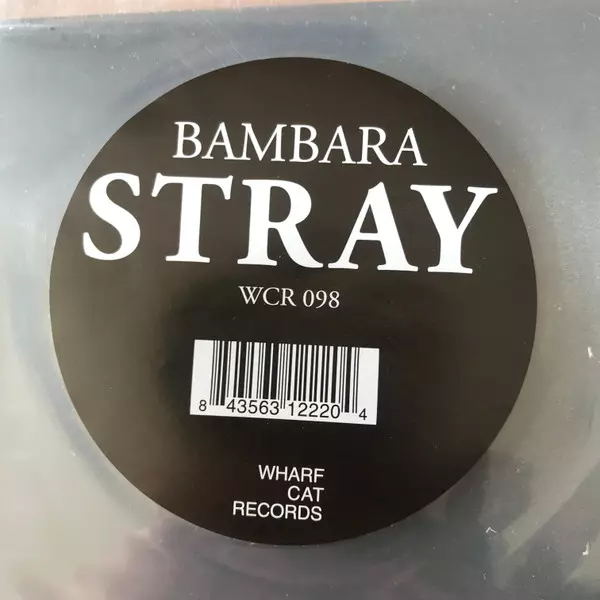 BAMBARA
STRAY
WCR 098
8 43563 12220 4
WHARF
CAT
RECORDS